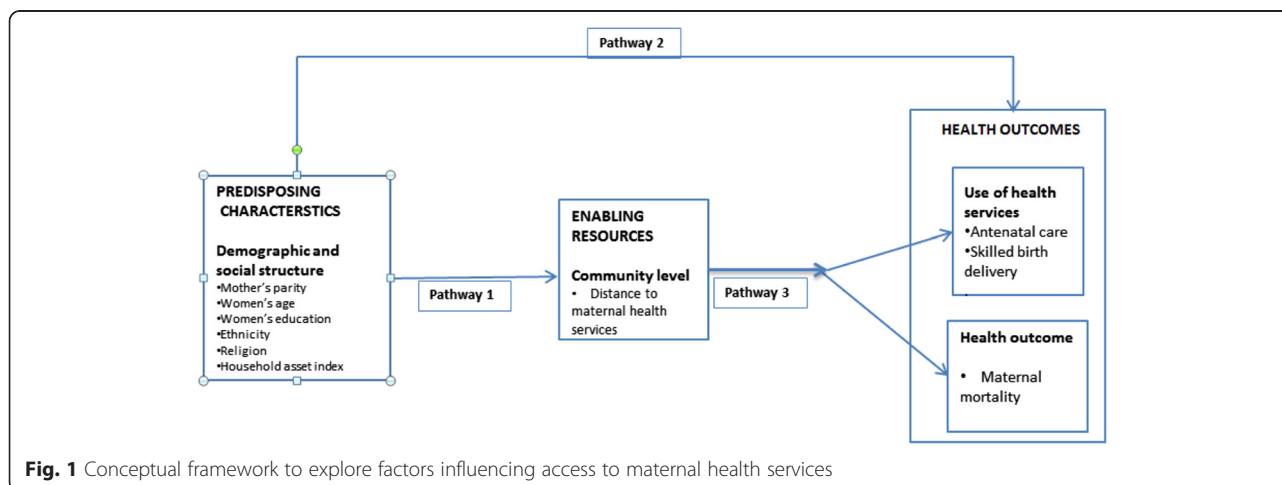 Pathway 2
HEALTH OUTCOMES
PREDISPOSING
CHARACTERSTICS
Demographic and
social structure
•Mother's parity
•Women's age
•Women's education
•Ethnicity
•Religion
•Household asset index
Pathway 1
ENABLING
RESOURCES
Community level
• Distance to
maternal health
services
Pathway 3
Use of health
services
•Antenatal care
•Skilled birth
delivery
.
Health outcome
• Maternal
mortality
Fig. 1 Conceptual framework to explore factors influencing access to maternal health services